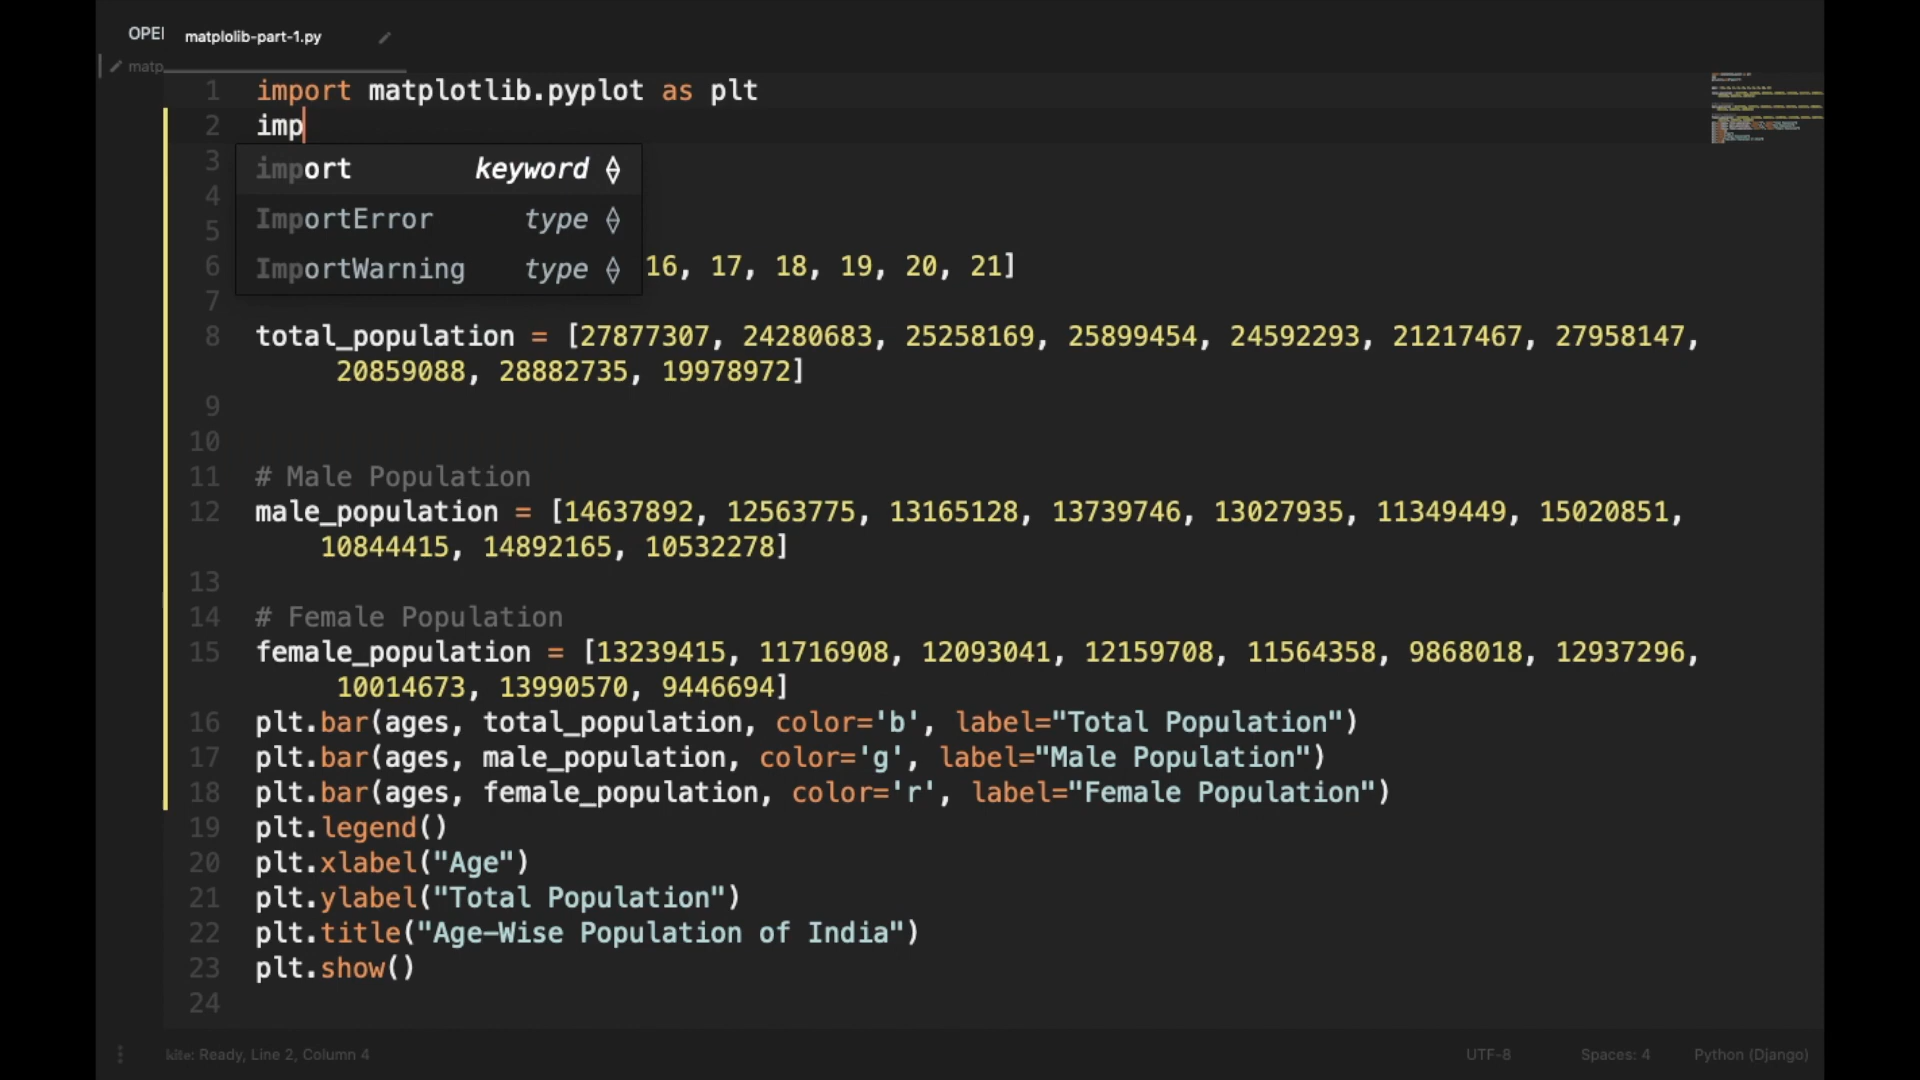 OPEI
matplolib-part-1.py
matp
1 import matplotlib.pyplot as plt
2 imp
3 import keyword
4 ImportError type
5 ImportWarning type
6 16, 17, 18, 19, 20, 21]
7
8 total_population = [27877307, 24280683, 25258169, 25899454, 24592293, 21217467, 27958147,
20859088, 28882735, 19978972]
9
10
11 # Male Population
12 male_population = [14637892, 12563775, 13165128, 13739746, 13027935, 11349449, 15020851,
10844415, 14892165, 10532278]
13
14 # Female Population
15 female_population = [13239415, 11716908, 12093041, 12159708, 11564358, 9868018, 12937296,
10014673, 13990570, 9446694]
16 plt.bar(ages, total_population, color='b', label="Total Population")
17 plt.bar(ages, male_population, color='g', label="Male Population")
18 plt.bar(ages, female_population, color='r', label="Female Population")
19 plt.legend()
20 plt.xlabel("Age")
21 plt.ylabel("Total Population")
22 plt.title("Age-Wise Population of India")
23 plt.show()
24
kite: Ready, Line 2, Column 4 UTF-8 Spaces: 4 Python (Django)